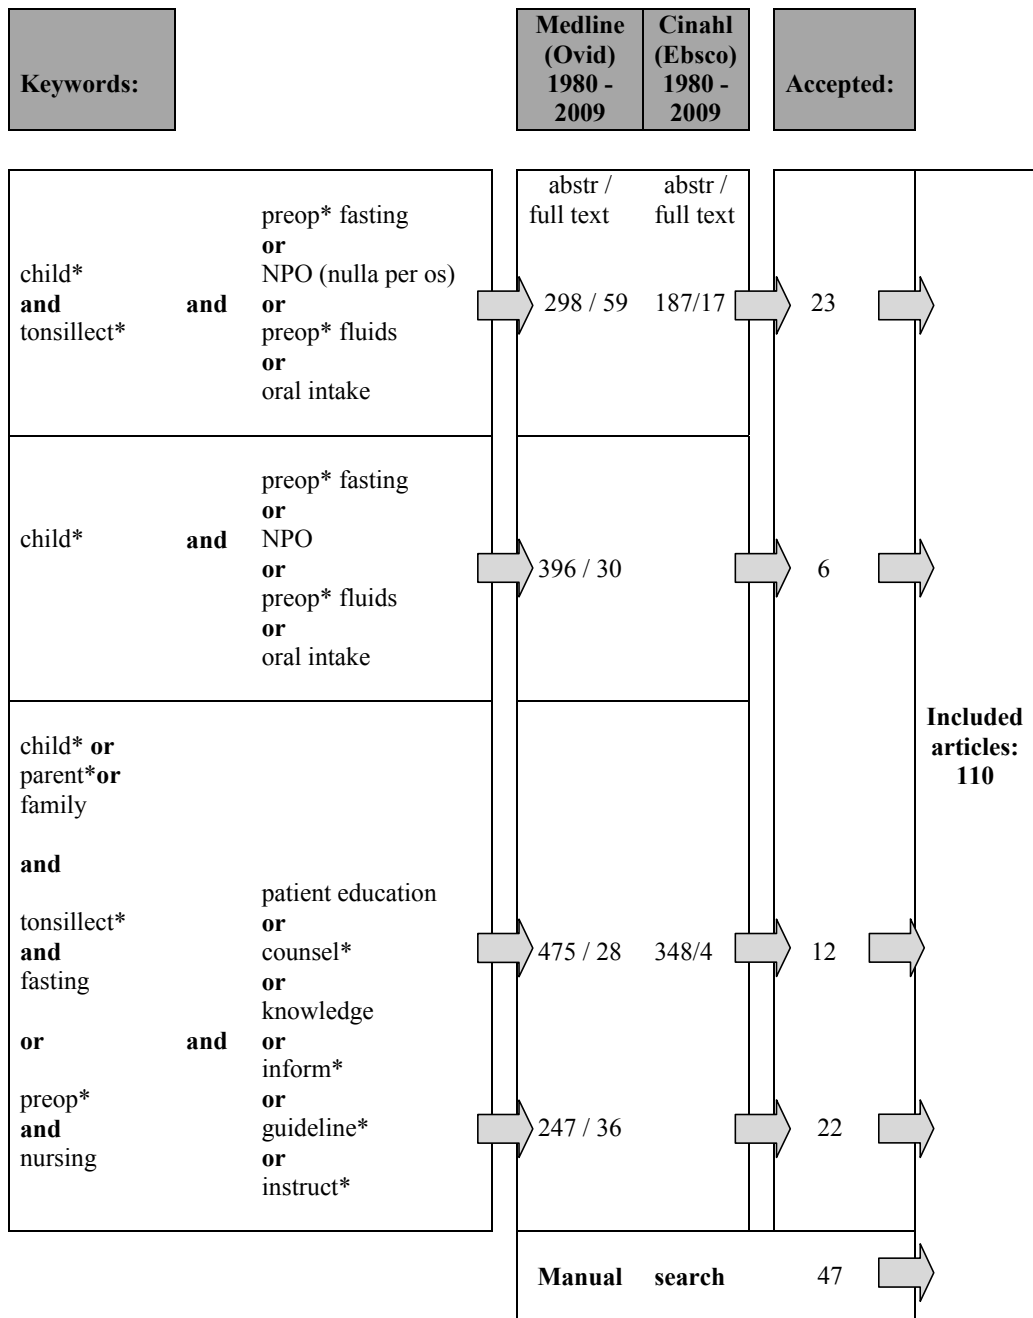 Keywords:
Medline
(Ovid)
1980 -
2009
Cinahl
(Ebsco)
1980 -
2009
Accepted:
child*
and
tonsillect*
and
preop* fasting
or
NPO (nulla per os)
or
preop* fluids
or
oral intake
abstr /
full text
abstr /
full text
298 / 59
187/17
23
child*
and
preop* fasting
or
NPO
or
preop* fluids
or
oral intake
396 / 30
6
child* or
parent*or
family
and
tonsillect*
and
fasting
or
preop*
and
nursing
and
patient education
or
counsel*
or
knowledge
or
inform*
or
guideline*
or
instruct*
475 / 28
348/4
12
247 / 36
22
Manual search 47
Included
articles:
110